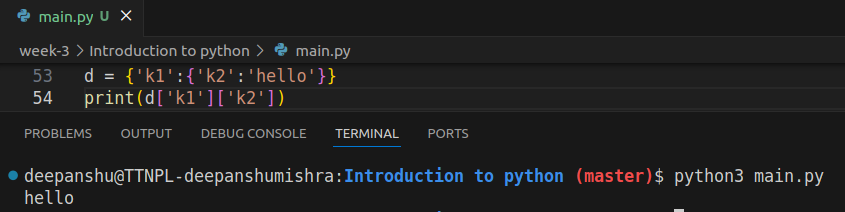 main.py U ×
week-3 > Introduction to python > main.py
53 d = {'k1':{'k2':'hello'}}
54 print(d['k1']['k2'])
PROBLEMS OUTPUT DEBUG CONSOLE TERMINAL PORTS
deepanshu@TTNPL-deepanshumishra:Introduction to python (master)$ python3 main.py
hello